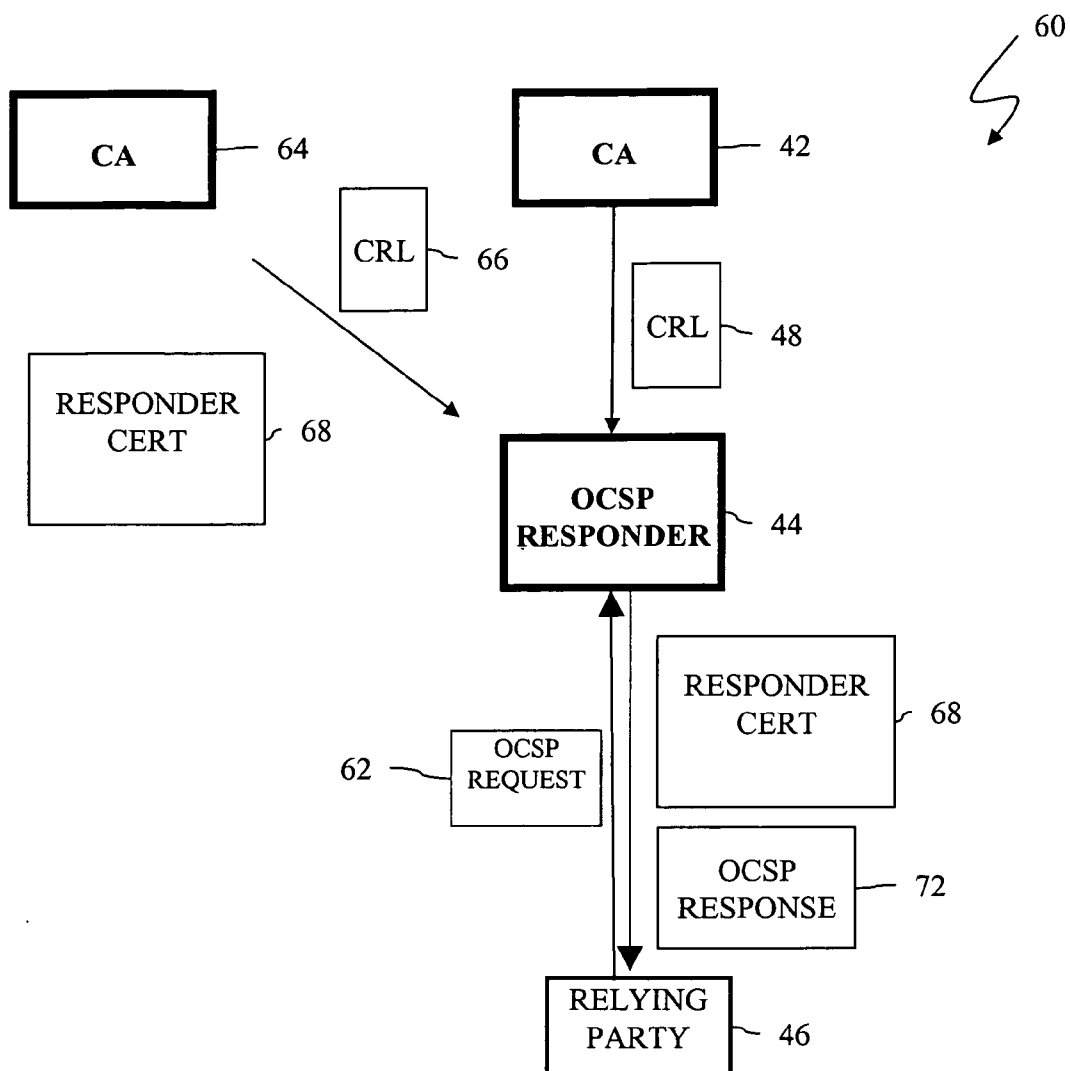 60
CA
64
CA
42
CRL
66
CRL
48
RESPONDER
CERT
68
OCSP
RESPONDER
44
RESPONDER
CERT
68
OCSP
REQUEST
62
OCSP
RESPONSE
72
RELYING
PARTY
46